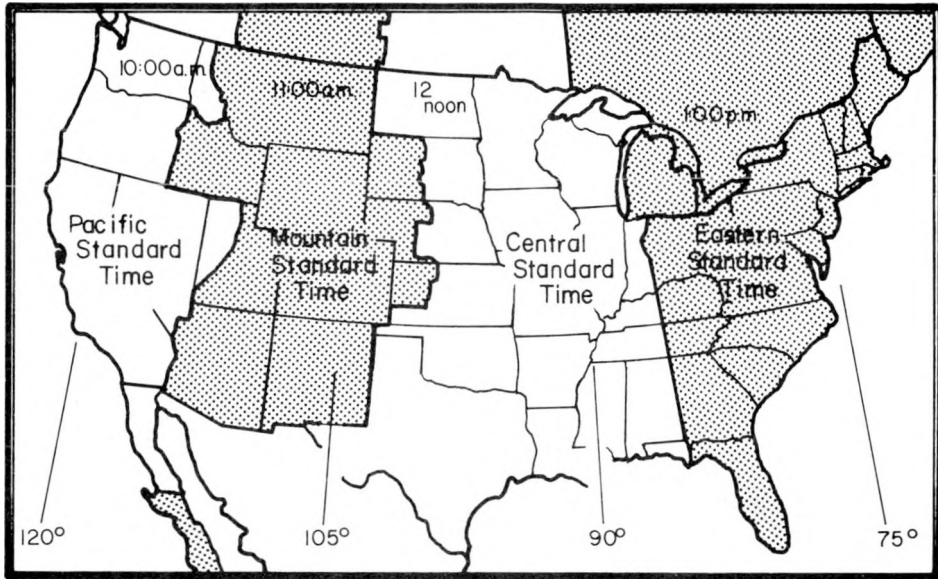 10:00a.m.
11:00a.m.
12
noon
1:00p.m.
Pacific
Standard
Time
Mountain
Standard
Time
Central
Standard
Time
Eastern
Standard
Time
120°
105°
90°
75°